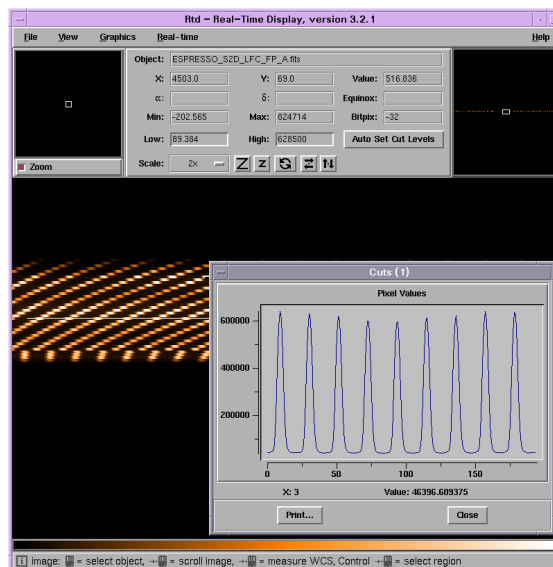 Rtd - Real-Time Display, version 3.2.1
File View Graphics Real-time Help
Object: ESPRESSO_S2D_LFC_FP_A.fits
X: 4503.0 Y: 69.0 Value: 516.836
α: δ: Equinox:
Min: -202.565 Max: 824714 Bitpix: -32
Low: 89.384 High: 628500 Auto Set Cut Levels
Zoom
Scale: 2x Z z
Cuts (1)
Pixel Values
600000
400000
200000
0 50 100 150
X: 3 Value: 46396.609375
Print... Close
image: = select object, = scroll image, = measure WCS, Control = select region